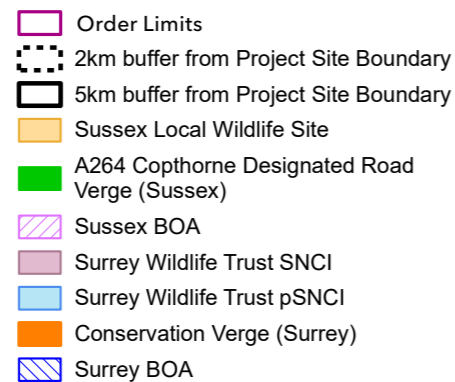 Order Limits
2km buffer from Project Site Boundary
5km buffer from Project Site Boundary
Sussex Local Wildlife Site
A264 Copthorne Designated Road
Verge (Sussex)
Sussex BOA
Surrey Wildlife Trust SNCI
Surrey Wildlife Trust pSNCI
Conservation Verge (Surrey)
Surrey BOA